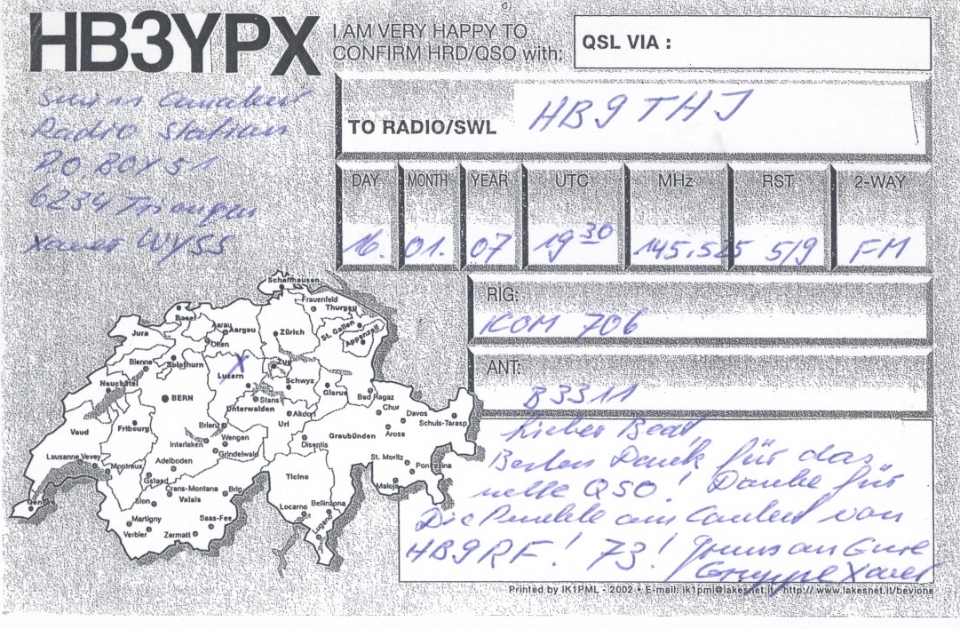 HB3YPX
I AM VERY HAPPY TO
CONFIRM HRD/QSO with:
QSL VIA :
Swiss Amateur
Radio Station
P.O. BOX 51
6234 Triengen
Xaver WYSS
TO RADIO/SWL HB9THJ
DAY MONTH YEAR UTC MHz RST 2-WAY
16. 01. 07 19 30 145.525 5/9 FM
RIG:
ICOM 706
ANT:
B3311
Lieber Beat,
Besten Dank für das
nette QSO! Danke für
Die Punkte am Contest von
HB9RF! 73! Gruss an Eure
Gruppe Xaver
Schaffhausen
Frauenfeld
Thurgau
Basel
Aarau
Aargau
Zürich
St. Gallen
Appenzell
Jura
Olten
Bienne
Solothurn
Zug
Luzern
X
Schwyz
Neuchâtel
Glarus
Bad Ragaz
BERN
Stans
Unterwalden
Altdorf
Chur
Davos
Schuls-Tarasp
Vaud
Fribourg
Brienz
Uri
Arosa
Wengen
Interlaken
Grindelwald
Disentis
Graubünden
Lausanne
Vevey
Montreux
Adelboden
St. Moritz
Pontresina
Gstaad
Ticino
Maloja
Crans-Montana
Brig
Sion
Valais
Locarno
Bellinzona
Genève
Martigny
Saas-Fee
Lugano
Verbier
Zermatt
Printed by IK1PML - 2002 • E-mail: ik1pml@lakesnet.it/ http:// www.lakesnet.it/bevione